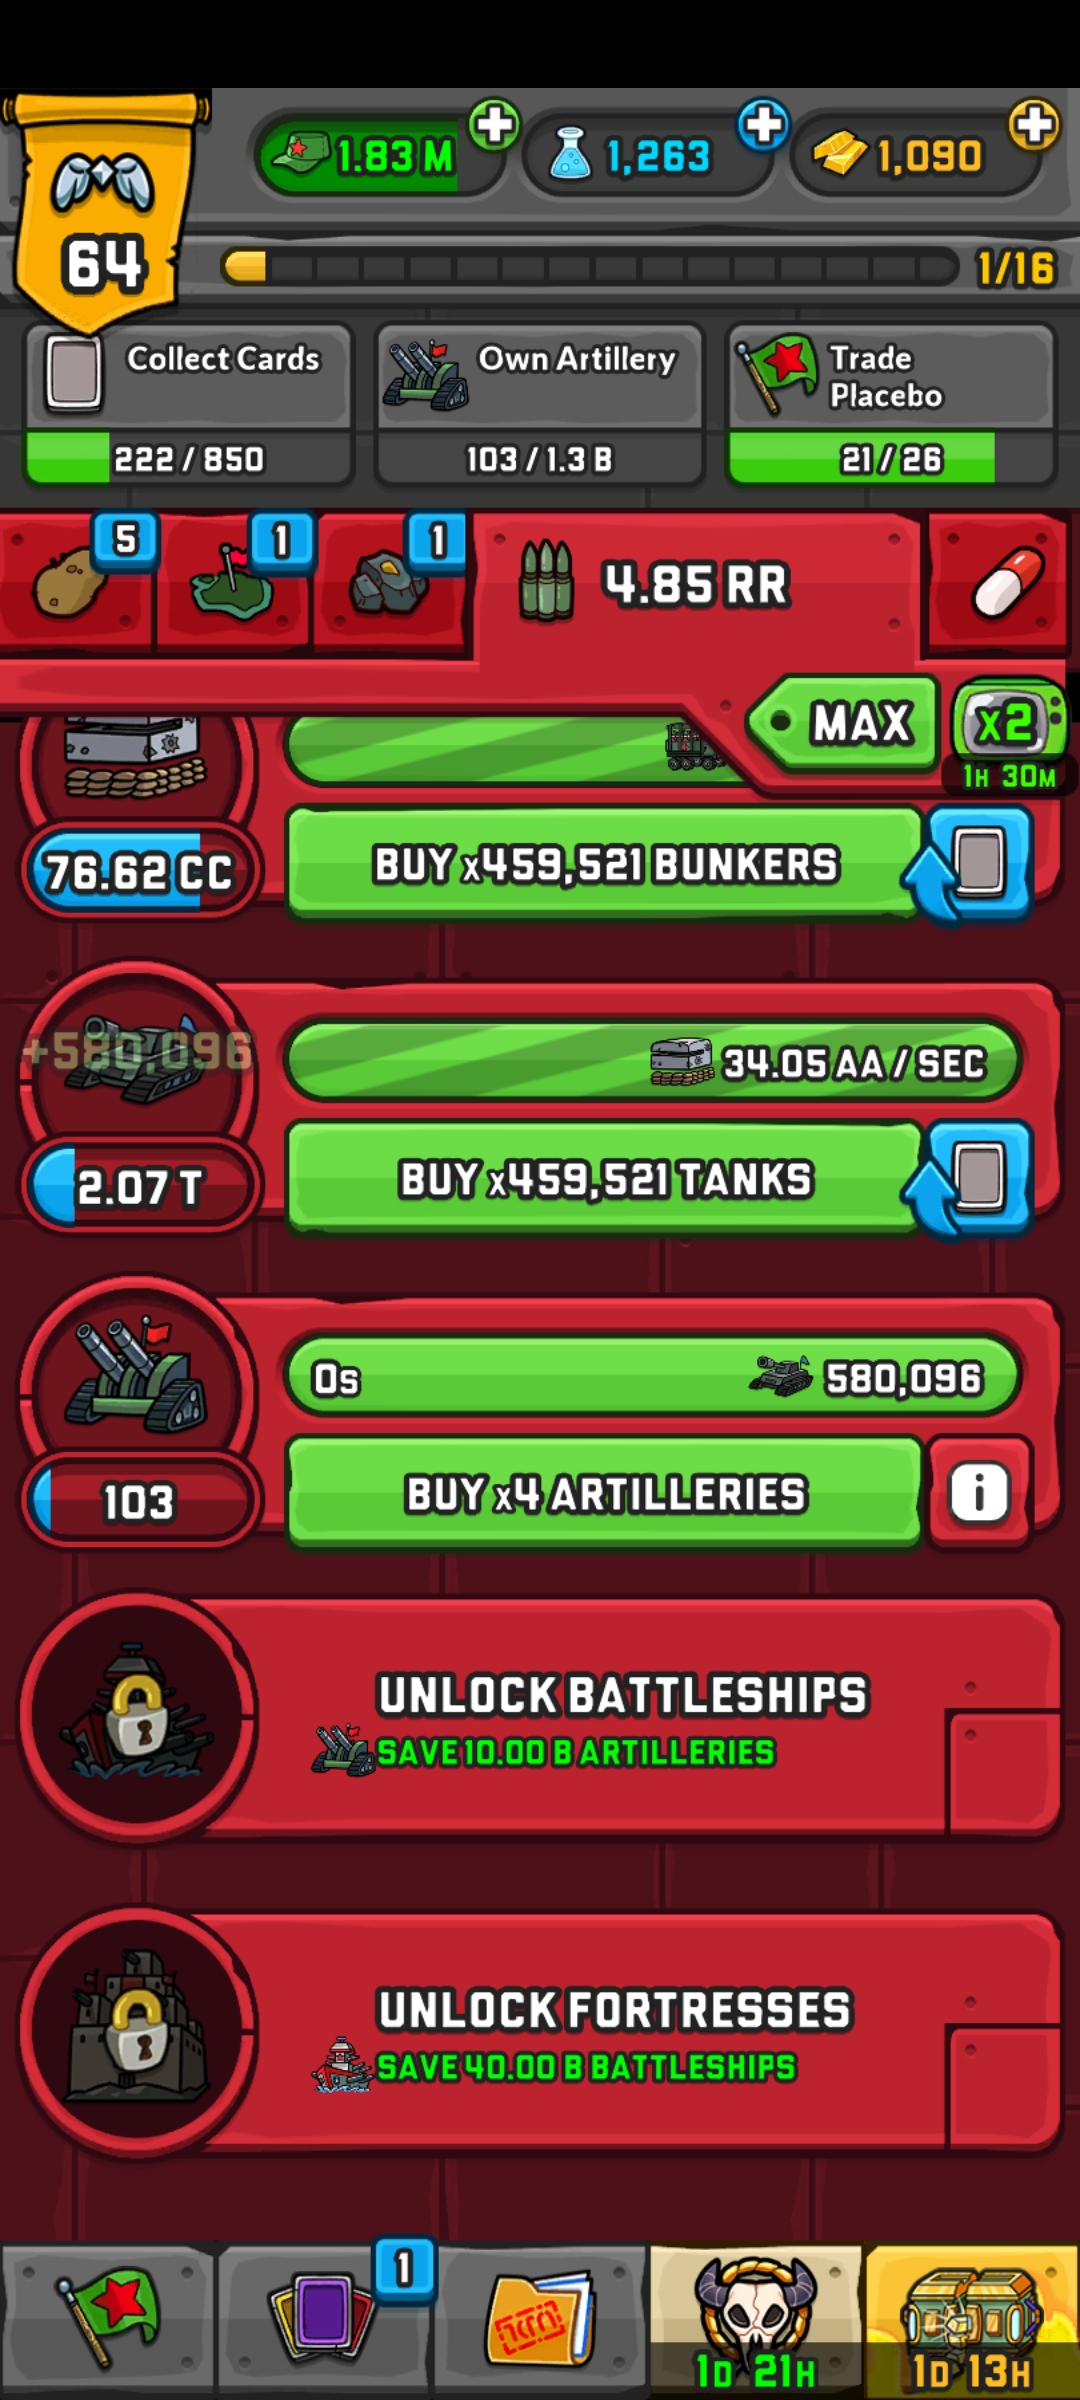 1.83 M
1,263
1,090
64
1/16
Collect Cards
222 / 850
Own Artillery
103 / 1.3 B
Trade
Placebo
21 / 26
5
1
1
4.85 RR
MAX
x2
1H 30M
76.62 CC
BUY x459,521 BUNKERS
+580,096
34.05 AA / SEC
2.07 T
BUY x459,521 TANKS
0s
580,096
103
BUY x4 ARTILLERIES
i
UNLOCK BATTLESHIPS
SAVE 10.00 B ARTILLERIES
UNLOCK FORTRESSES
SAVE 40.00 B BATTLESHIPS
1
1D 21H
1D 13H